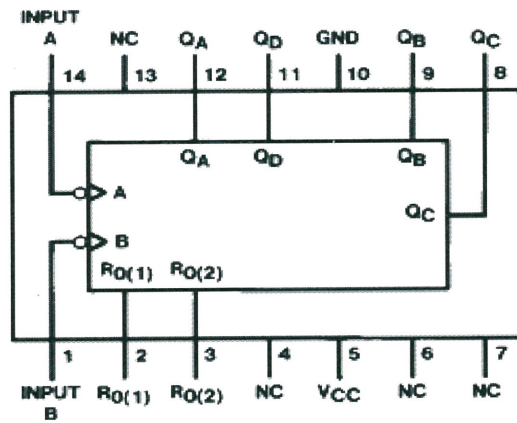 INPUT
A NC QA QD GND QB QC
14 13 12 11 10 9 8
QA QD QB
A
QC
B
RO(1) RO(2)
1 2 3 4 5 6 7
INPUT RO(1) RO(2) NC VCC NC NC
B